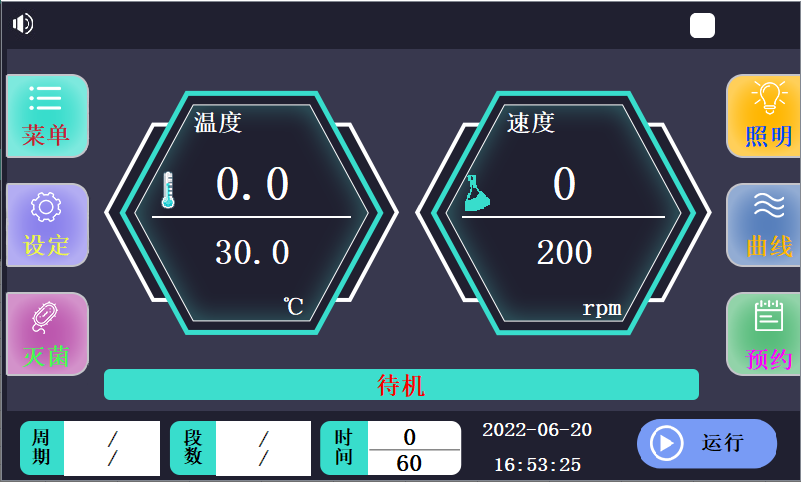 菜单
设定
灭菌
温度
0.0
30.0
℃
速度
0
200
rpm
照明
曲线
预约
待机
周期
/
/
段数
/
/
时间
0
60
2022-06-20
16:53:25
运行